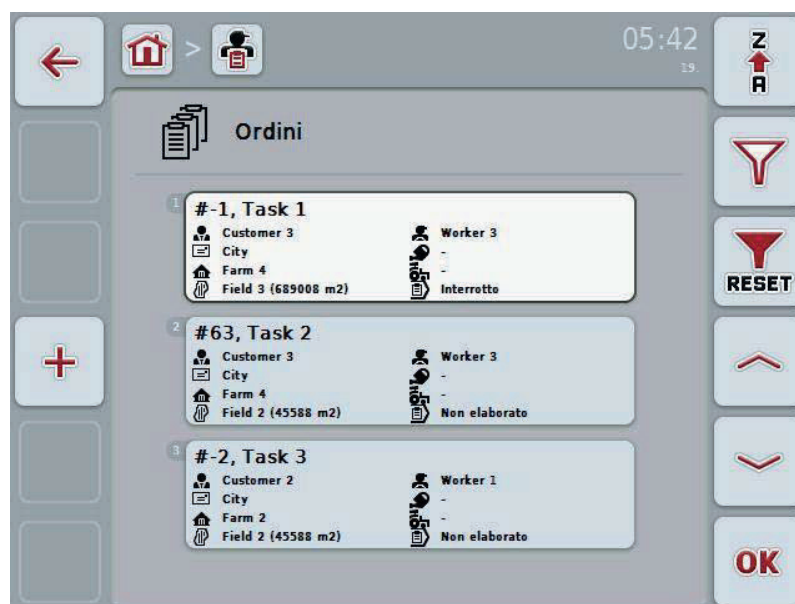 >
05:42
19.
Z
A
Ordini
1
#-1, Task 1
Customer 3
Worker 3
City
-
Farm 4
-
Field 3 (689008 m2)
Interrotto
RESET
2
#63, Task 2
Customer 3
Worker 3
City
-
Farm 4
-
Field 2 (45588 m2)
Non elaborato
3
#-2, Task 3
Customer 2
Worker 1
City
-
Farm 2
-
Field 2 (45588 m2)
Non elaborato
OK